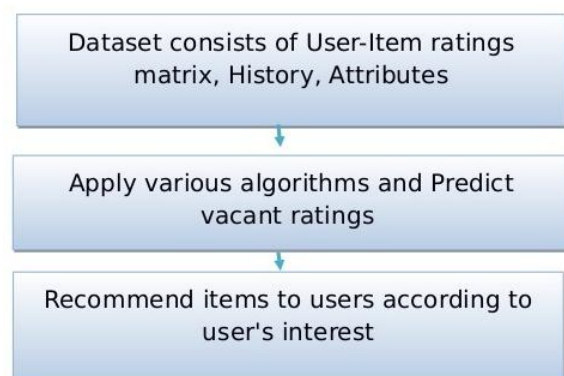 Dataset consists of User-Item ratings
matrix, History, Attributes
Apply various algorithms and Predict
vacant ratings
Recommend items to users according to
user's interest